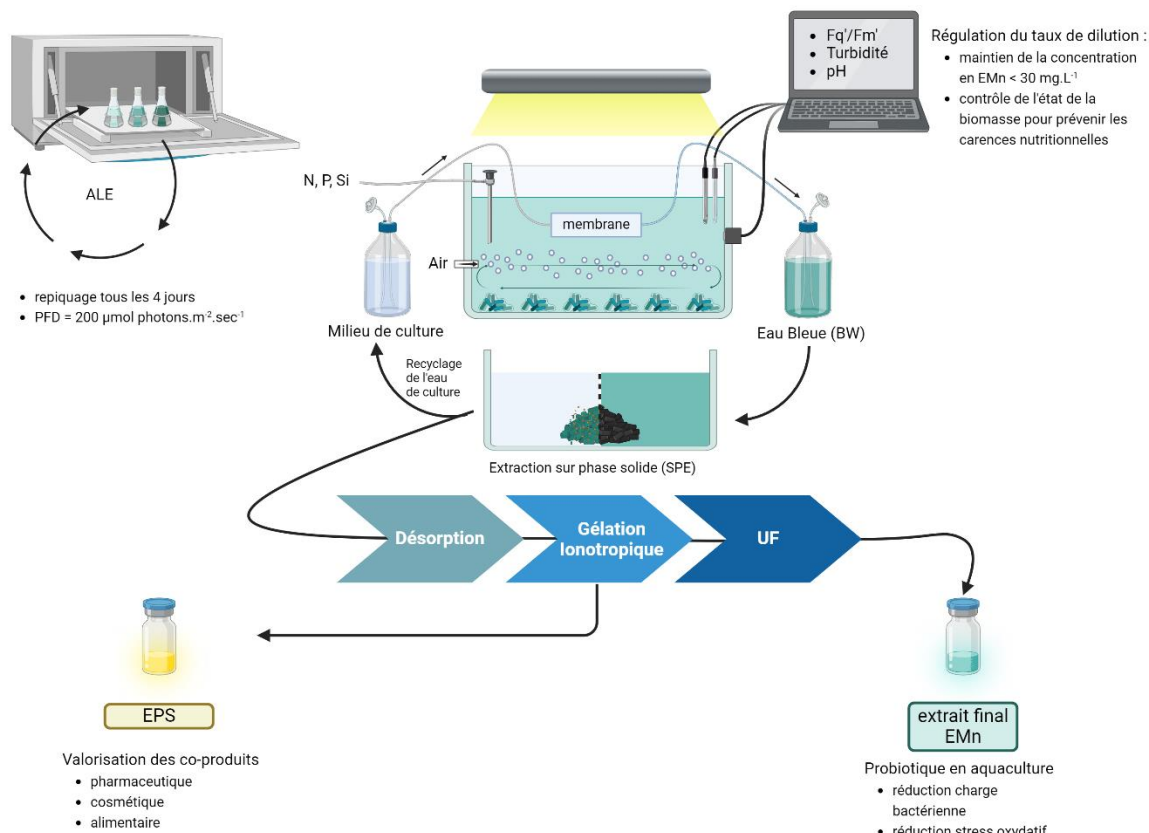 Fq'/Fm'
Turbidité
pH
Régulation du taux de dilution :
maintien de la concentration
en EMn < 30 mg.L⁻¹
contrôle de l'état de la
biomasse pour prévenir les
carences nutritionnelles
ALE
repiquage tous les 4 jours
PFD = 200 µmol photons.m⁻².sec⁻¹
N, P, Si
membrane
Air
Milieu de culture
Eau Bleue (BW)
Recyclage
de l'eau
de culture
Extraction sur phase solide (SPE)
Désorption
Gélation
Ionotropique
UF
EPS
Valorisation des co-produits
pharmaceutique
cosmétique
alimentaire
extrait final
EMn
Probiotique en aquaculture
réduction charge
bactérienne
réduction stress oxydatif